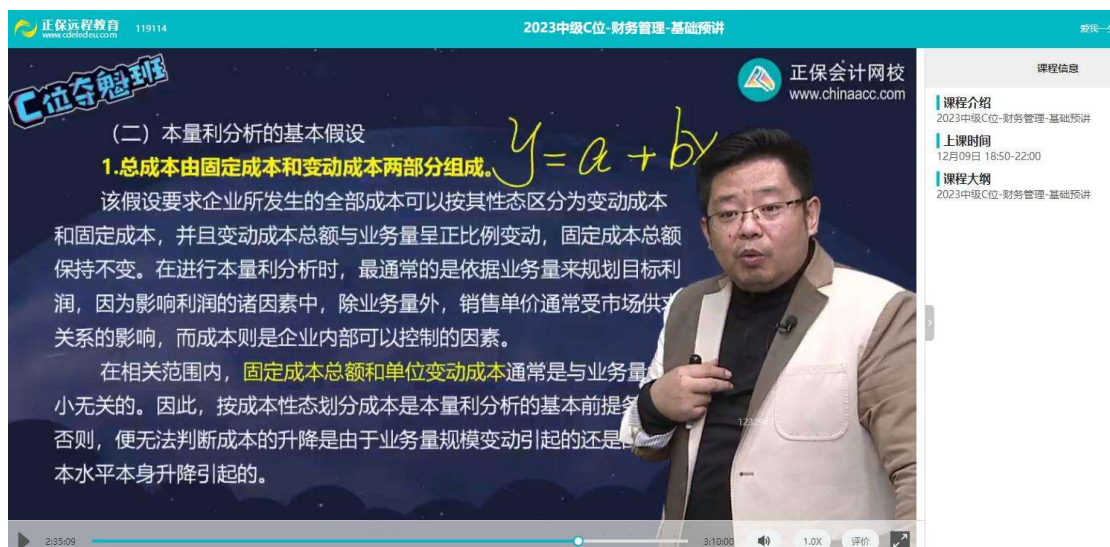 正保远程教育
www.cdeledeu.com
119114
2023中级C位-财务管理-基础预讲
C位夺魁班
正保会计网校
www.chinaacc.com
（二）本量利分析的基本假设
y = a + bx
1.总成本由固定成本和变动成本两部分组成。
该假设要求企业所发生的全部成本可以按其性态区分为变动成本
和固定成本，并且变动成本总额与业务量呈正比例变动，固定成本总额
保持不变。在进行本量利分析时，最通常的是依据业务量来规划目标利
润，因为影响利润的诸因素中，除业务量外，销售单价通常受市场供求
关系的影响，而成本则是企业内部可以控制的因素。
在相关范围内，固定成本总额和单位变动成本通常是与业务量
小无关的。因此，按成本性态划分成本是本量利分析的基本前提条
否则，便无法判断成本的升降是由于业务量规模变动引起的还是
本水平本身升降引起的。
2:35:09
3:10:00
1.0X
评价
课程信息
课程介绍
2023中级C位-财务管理-基础预讲
上课时间
12月09日 18:50-22:00
课程大纲
2023中级C位-财务管理-基础预讲